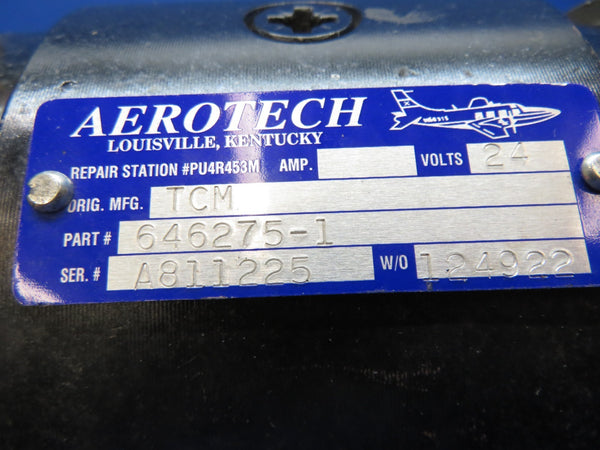 AEROTECH
LOUISVILLE, KENTUCKY
REPAIR STATION #PU4R453M AMP. VOLTS 24
ORIG. MFG. TCM
PART # 646275-1
SER. # A811225 W/O 124922